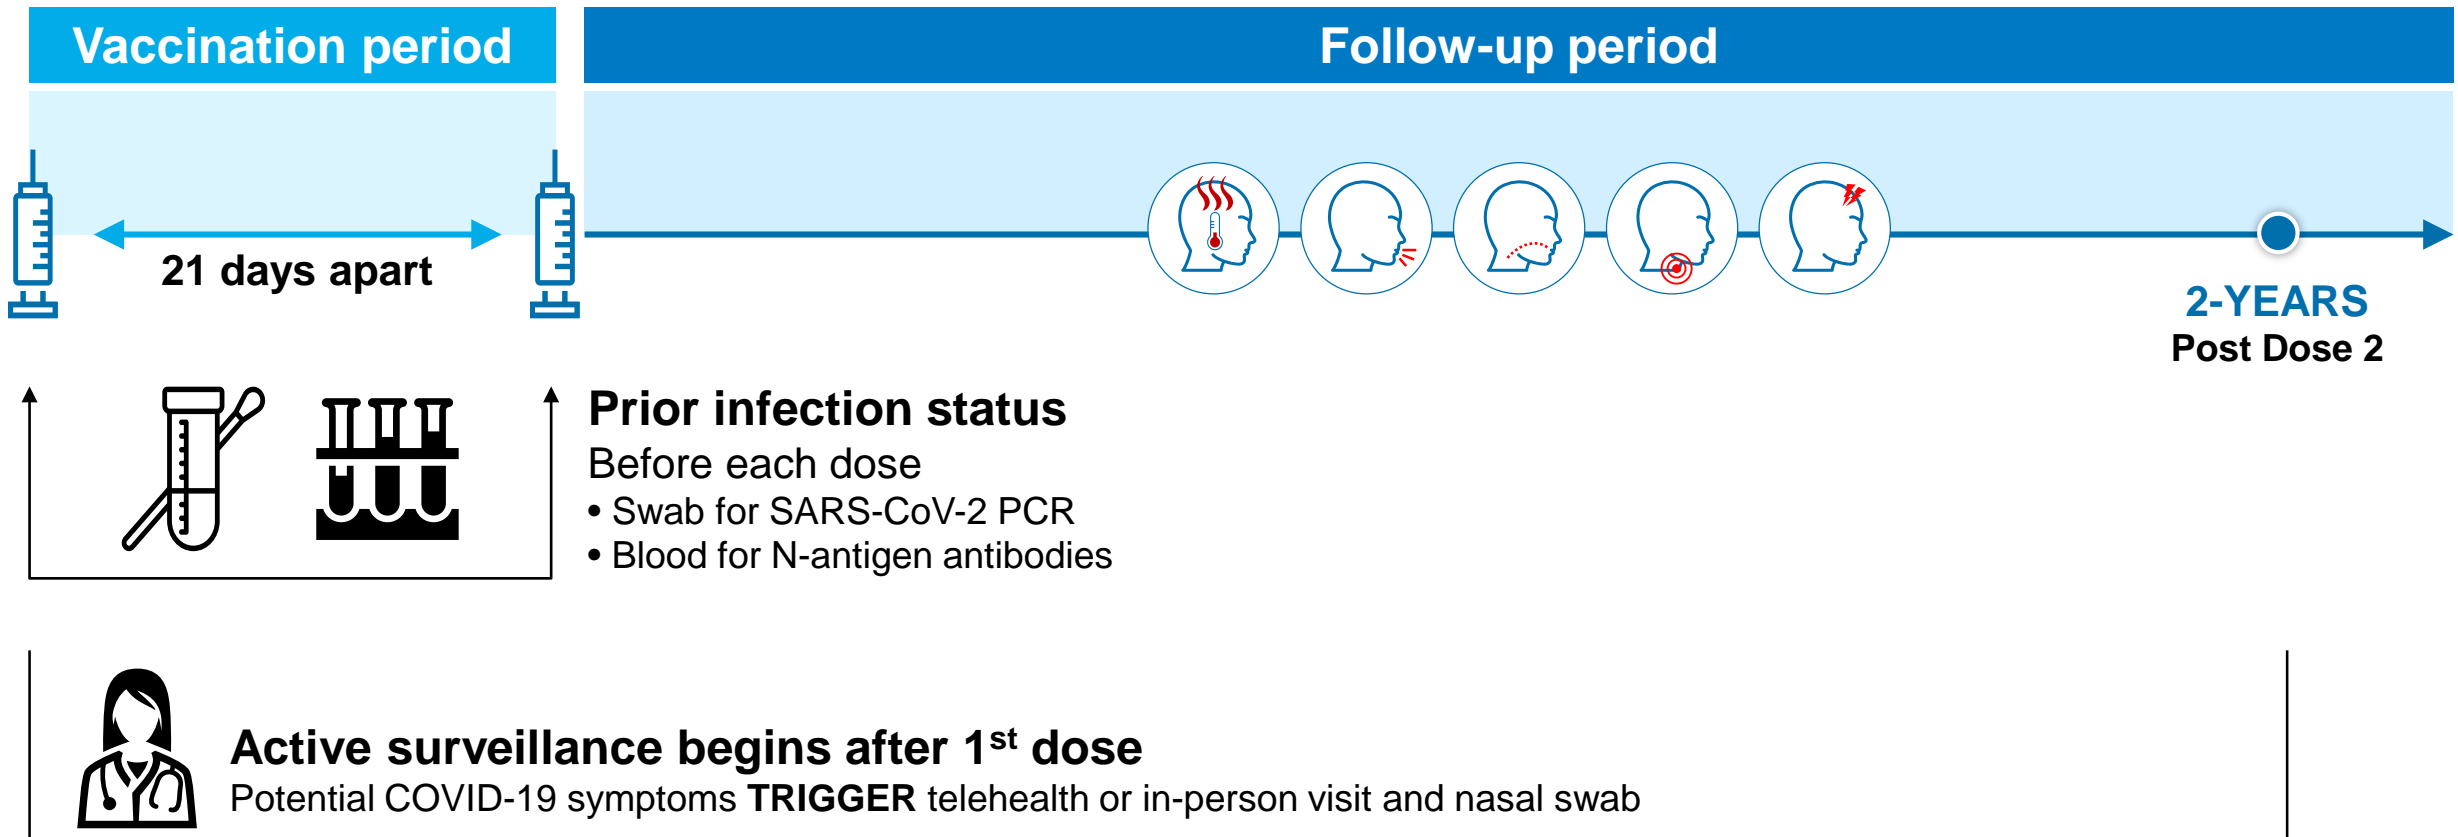 Vaccination period
Follow-up period
21 days apart
2-YEARS
Post Dose 2
Prior infection status
Before each dose
• Swab for SARS-CoV-2 PCR
• Blood for N-antigen antibodies
Active surveillance begins after 1st dose
Potential COVID-19 symptoms TRIGGER telehealth or in-person visit and nasal swab